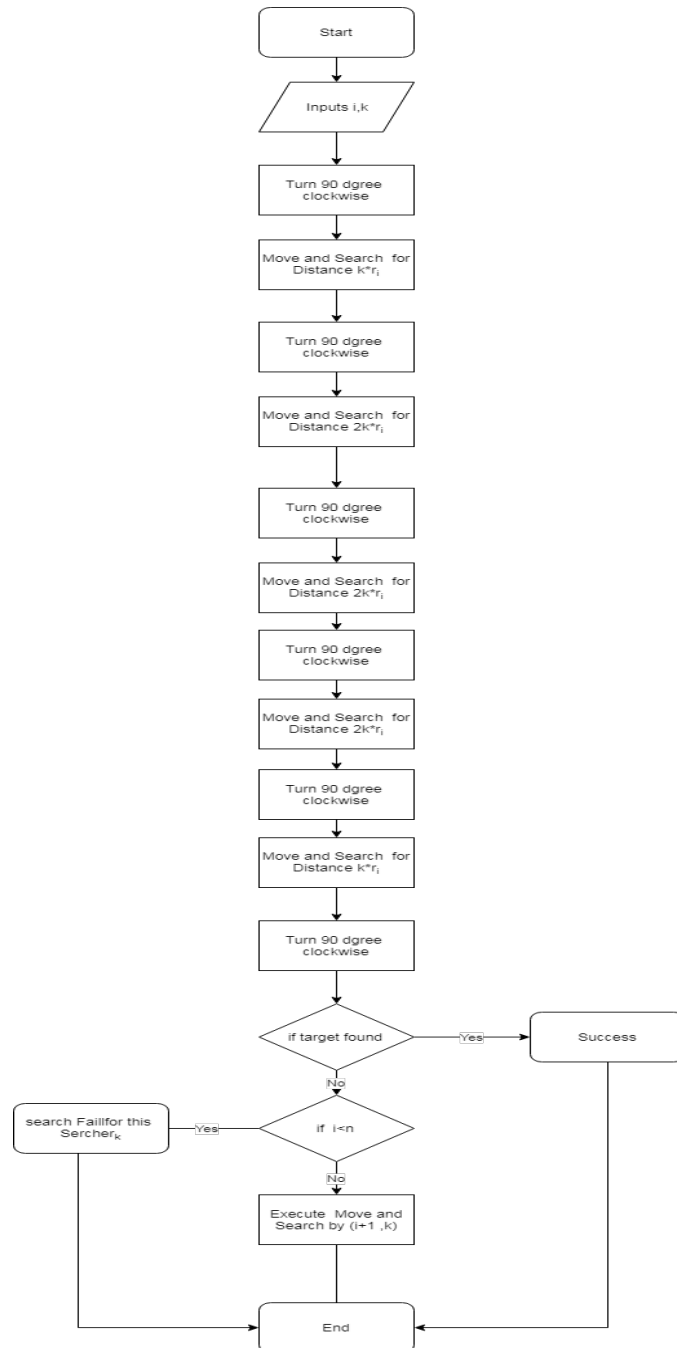 Start
Inputs i,k
Turn 90 dgree
clockwise
Move and Search for
Distance k*rᵢ
Turn 90 dgree
clockwise
Move and Search for
Distance 2k*rᵢ
Turn 90 dgree
clockwise
Move and Search for
Distance 2k*rᵢ
Turn 90 dgree
clockwise
Move and Search for
Distance 2k*rᵢ
Turn 90 dgree
clockwise
Move and Search for
Distance k*rᵢ
Turn 90 dgree
clockwise
if target found
Yes
Success
No
search Faillfor this
Sercherₖ
Yes
if i<n
No
Execute Move and
Search by (i+1 ,k)
End